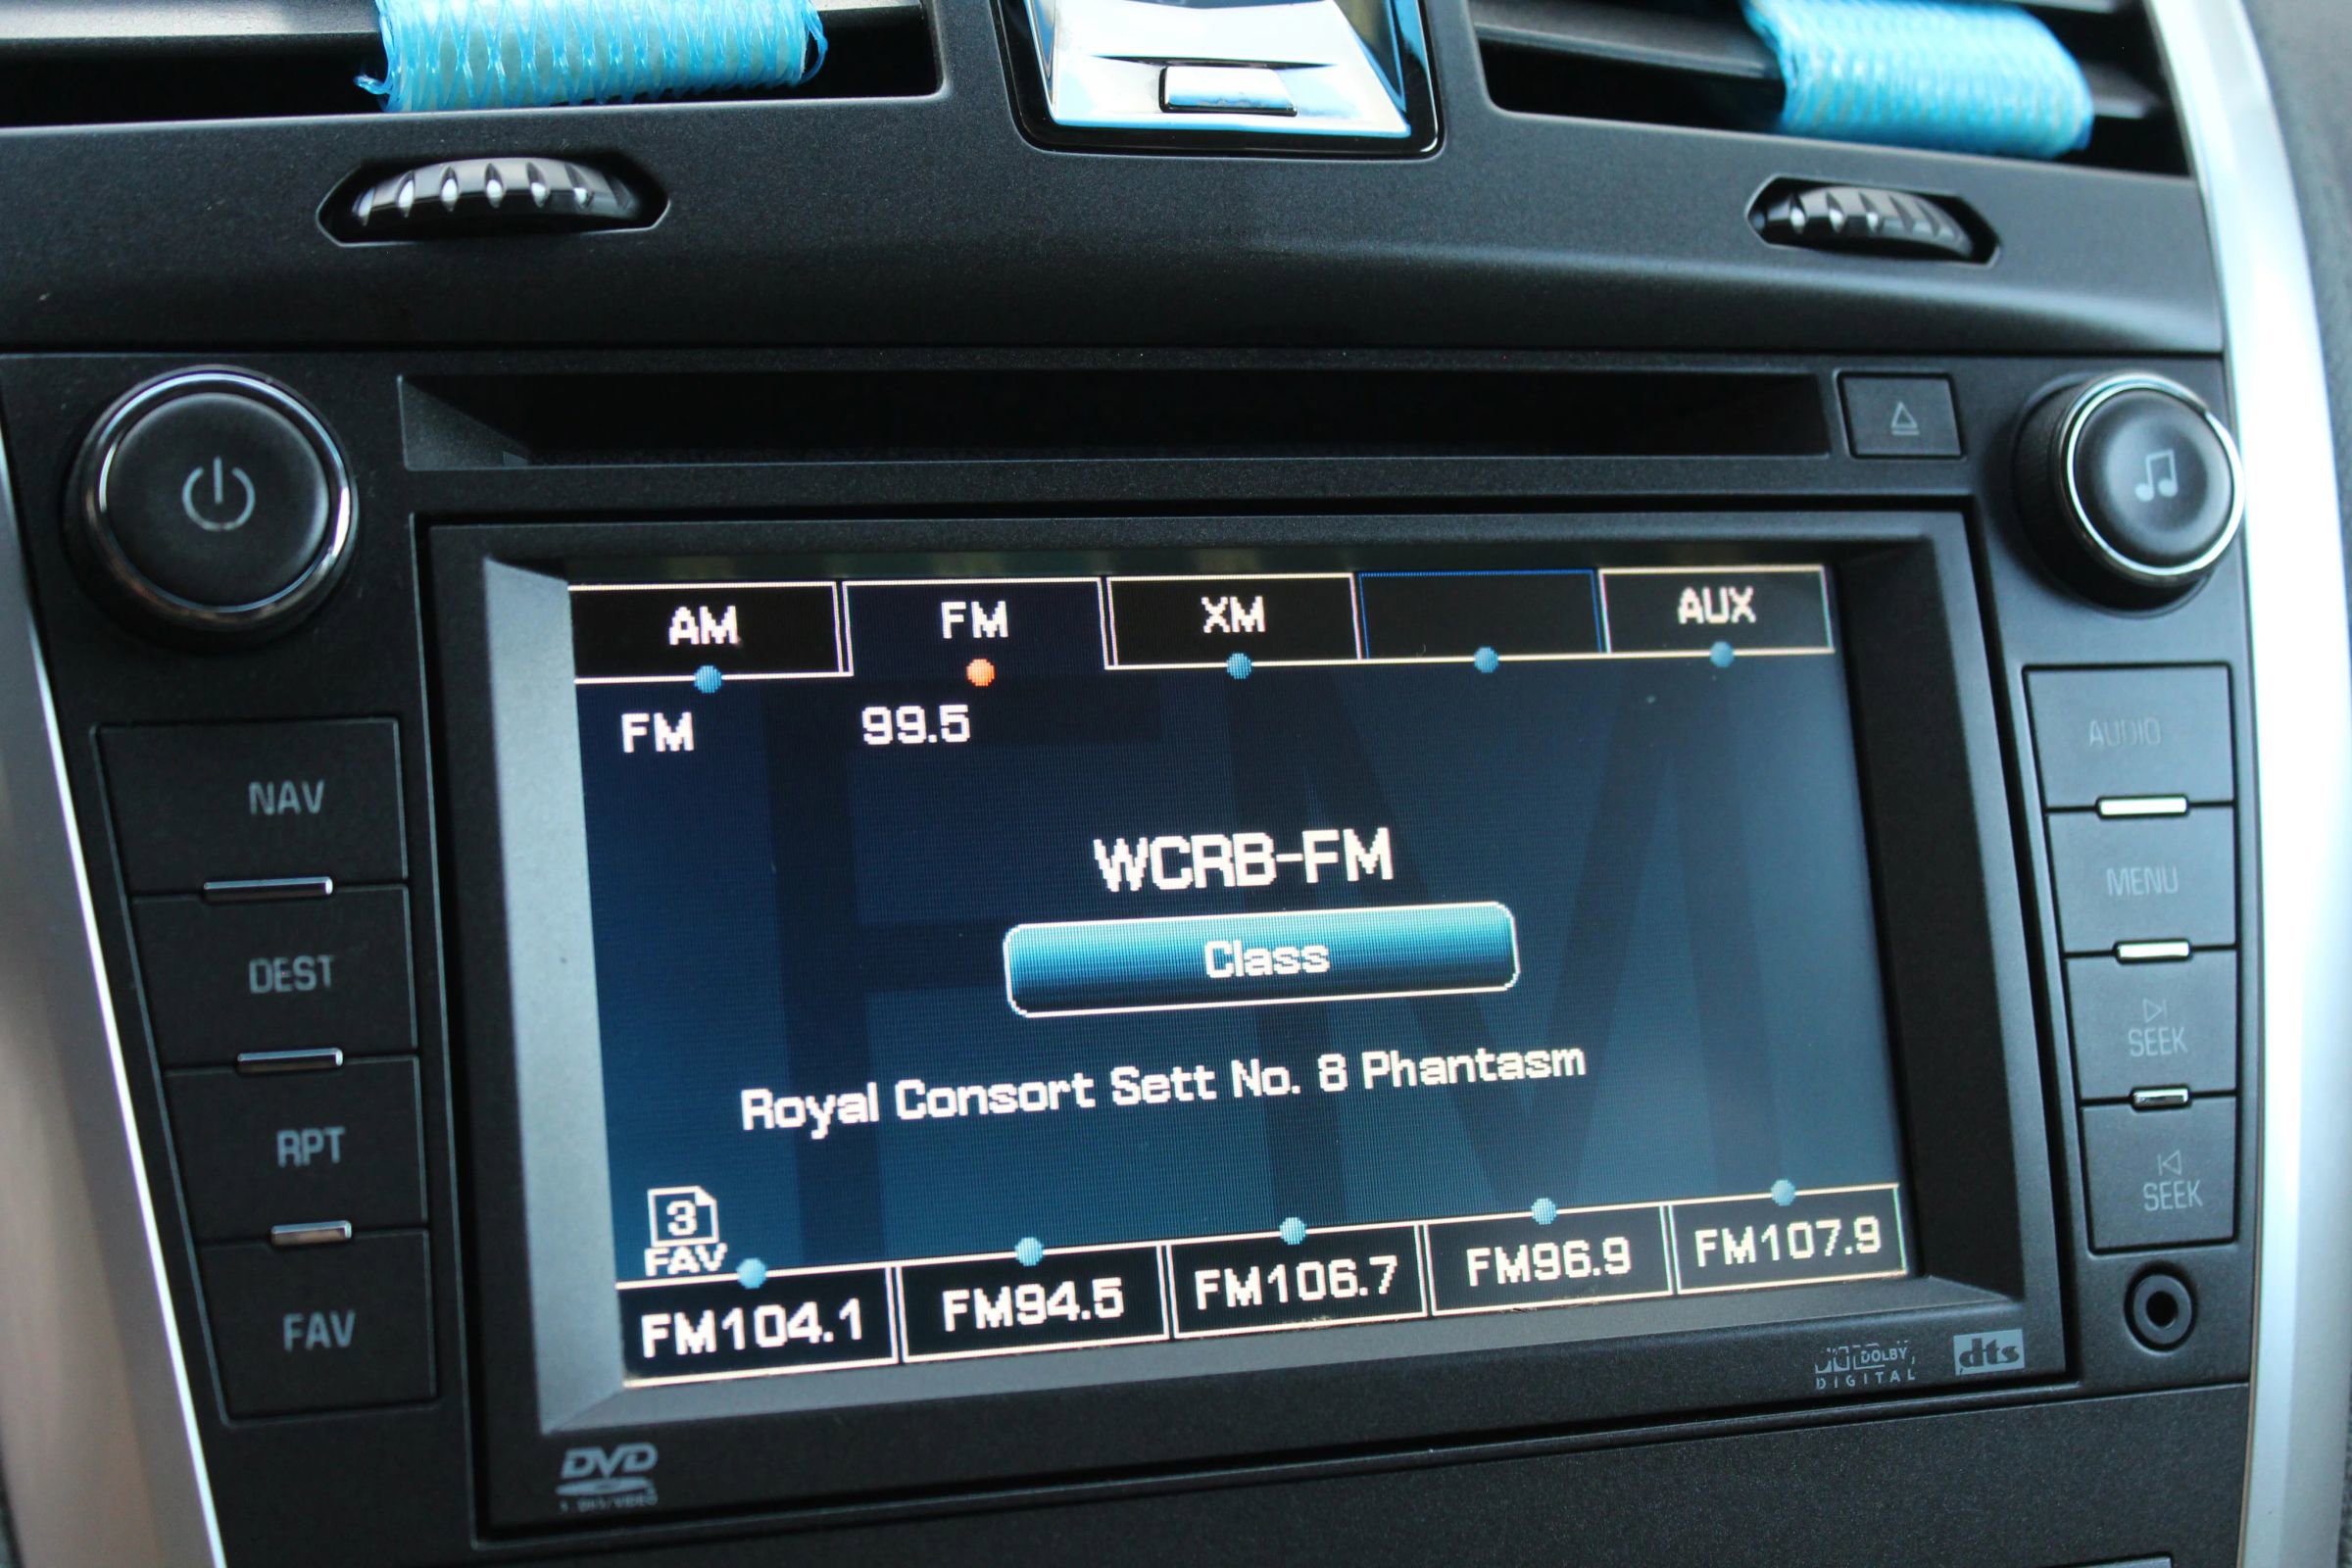 AM FM XM AUX
FM 99.5
NAV
AUDIO
WCRB-FM
MENU
Class
DEST
SEEK
Royal Consort Sett No. 8 Phantasm
RPT
SEEK
3
FAV
FM104.1 FM94.5 FM106.7 FM96.9 FM107.9
FAV
DOLBY
DIGITAL
dts
DVD